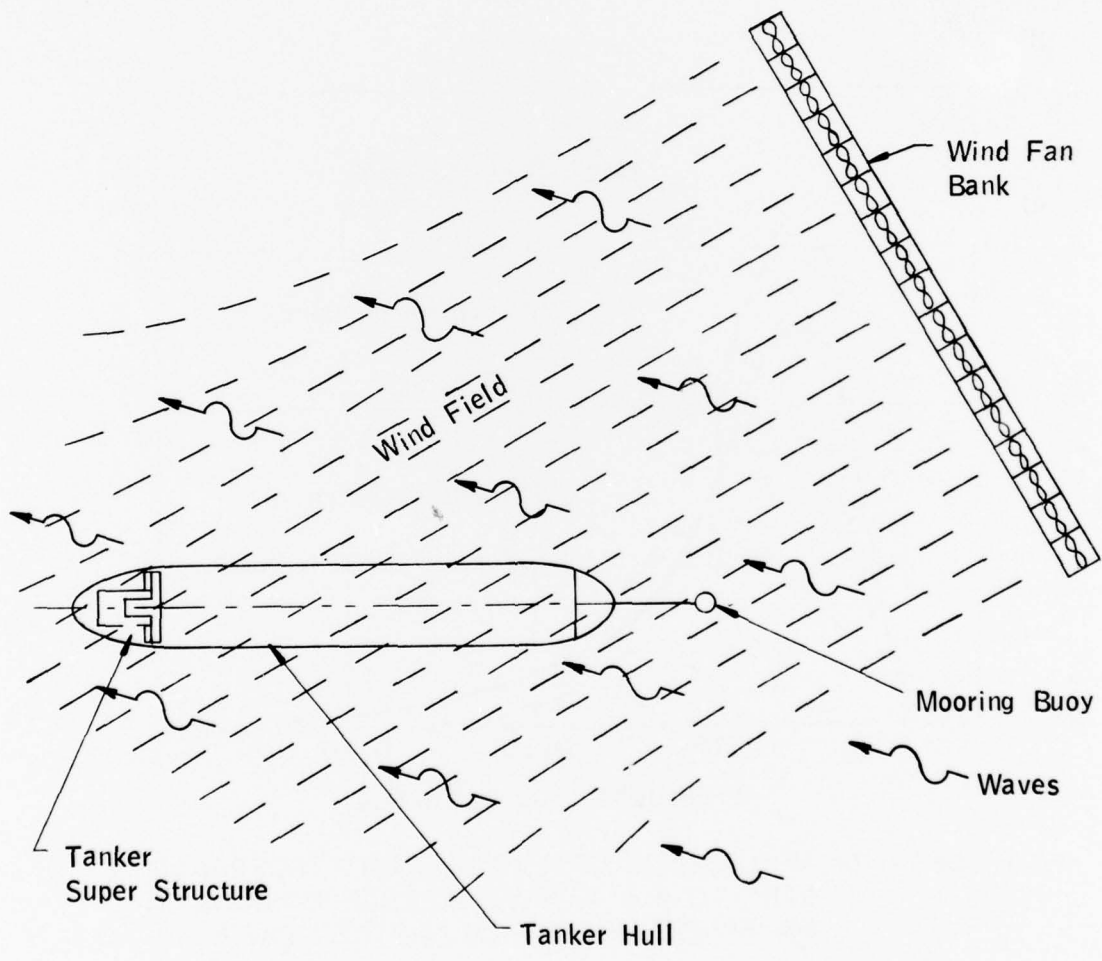 Wind Fan
Bank
Wind Field
Mooring Buoy
Waves
Tanker
Super Structure
Tanker Hull